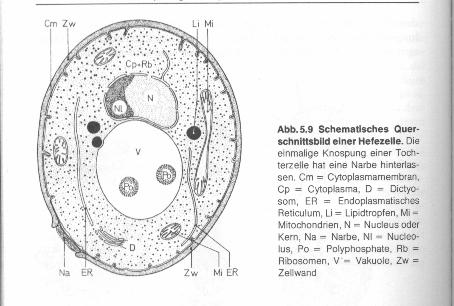 Cm Zw Li Mi
Cp+Rb
N
Nl
V
Po
Po
D
Na ER Zw Mi ER
Abb. 5.9 Schematisches Quer-
schnittsbild einer Hefezelle. Die
einmalige Knospung einer Toch-
terzelle hat eine Narbe hinterlas-
sen. Cm = Cytoplasmamembran,
Cp = Cytoplasma, D = Dictyo-
som, ER = Endoplasmatisches
Reticulum, Li = Lipidtropfen, Mi =
Mitochondrien, N = Nucleus oder
Kern, Na = Narbe, Nl = Nucleo-
lus, Po = Polyphosphate, Rb =
Ribosomen, V = Vakuole, Zw =
Zellwand